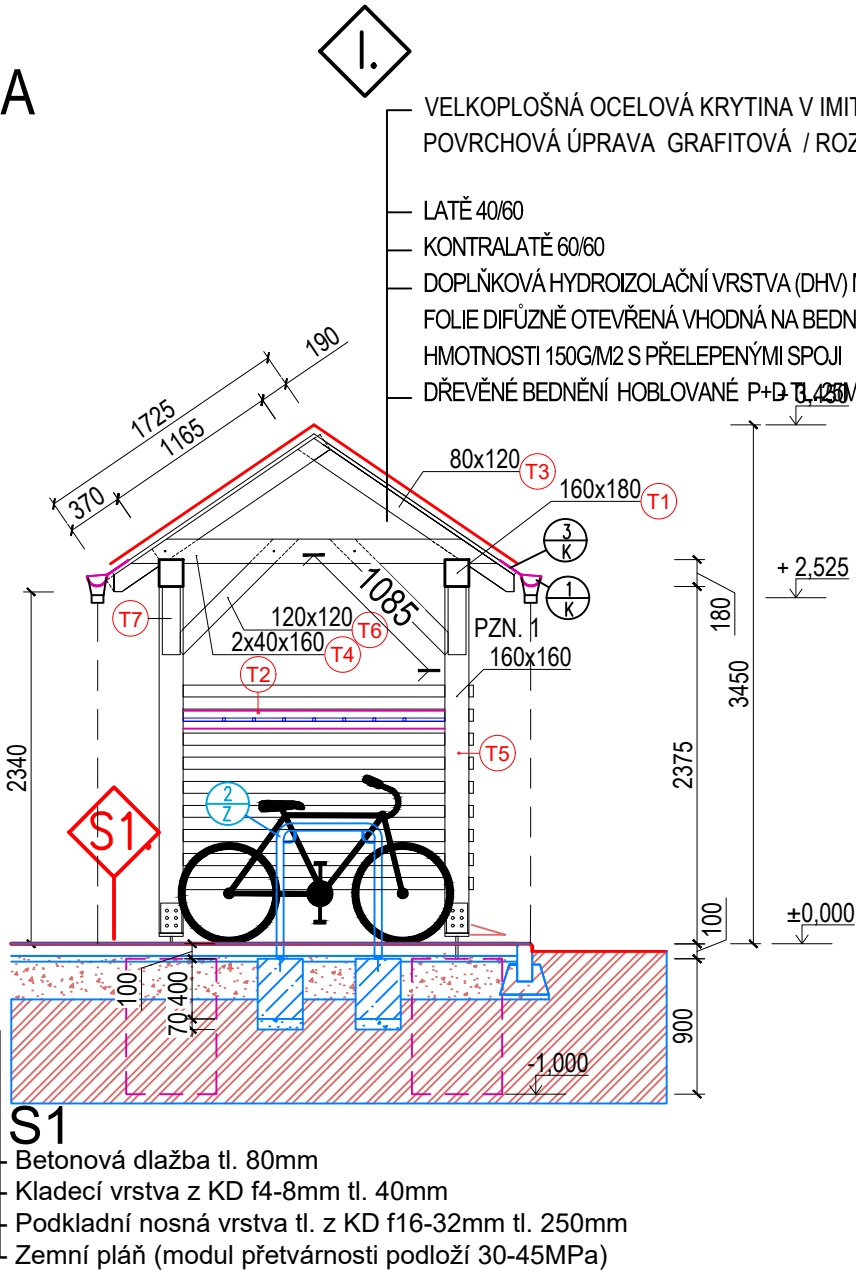 I.
A
VELKOPLOŠNÁ OCELOVÁ KRYTINA V IMIT
POVRCHOVÁ ÚPRAVA GRAFITOVÁ / ROZ
LATĚ 40/60
KONTRALATĚ 60/60
DOPLŇKOVÁ HYDROIZOLAČNÍ VRSTVA (DHV)
FOLIE DIFŮZNĚ OTEVŘENÁ VHODNÁ NA BEDN
HMOTNOSTI 150G/M2 S PŘELEPENÝMI SPOJI
DŘEVĚNÉ BEDNĚNÍ HOBLOVANÉ P+D TL. 25M
+ 3,450
190
1725
1165
370
80x120 T3
160x180 T1
3
K
1
K
+ 2,525
180
1085
T7
120x120 T6
2x40x160 T4
T2
PZN. 1
160x160
T5
3450
2375
2340
2
Z
S1.
100
±0,000
100
400
70
900
-1,000
S1
- Betonová dlažba tl. 80mm
- Kladecí vrstva z KD f4-8mm tl. 40mm
- Podkladní nosná vrstva tl. z KD f16-32mm tl. 250mm
- Zemní pláň (modul přetvárnosti podloží 30-45MPa)